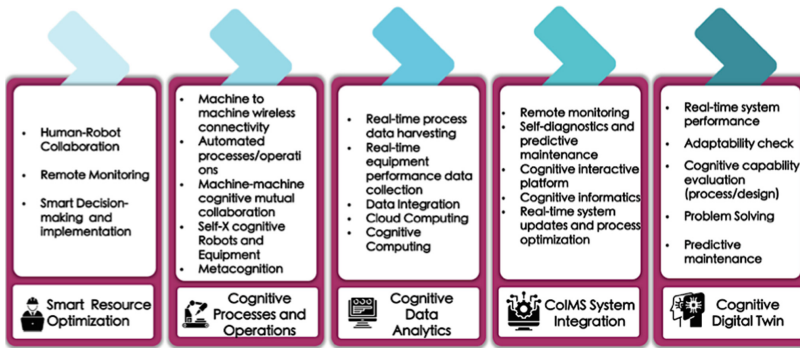 Human-Robot
Collaboration
Remote Monitoring
Smart Decision-
making and
implementation
Smart Resource
Optimization
Machine to
machine wireless
connectivity
Automated
processes/operati
ons
Machine-machine
cognitive mutual
collaboration
Self-X cognitive
Robots and
Equipment
Metacognition
Cognitive
Processes and
Operations
Real-time process
data harvesting
Real-time
equipment
performance data
collection
Data Integration
Cloud Computing
Cognitive
Computing
Cognitive
Data
Analytics
Remote monitoring
Self-diagnostics and
predictive
maintenance
Cognitive interactive
platform
Cognitive informatics
Real-time system
updates and process
optimization
CoIMS System
Integration
Real-time system
performance
Adaptability check
Cognitive capability
evaluation
(process/design)
Problem Solving
Predictive
maintenance
Cognitive
Digital Twin